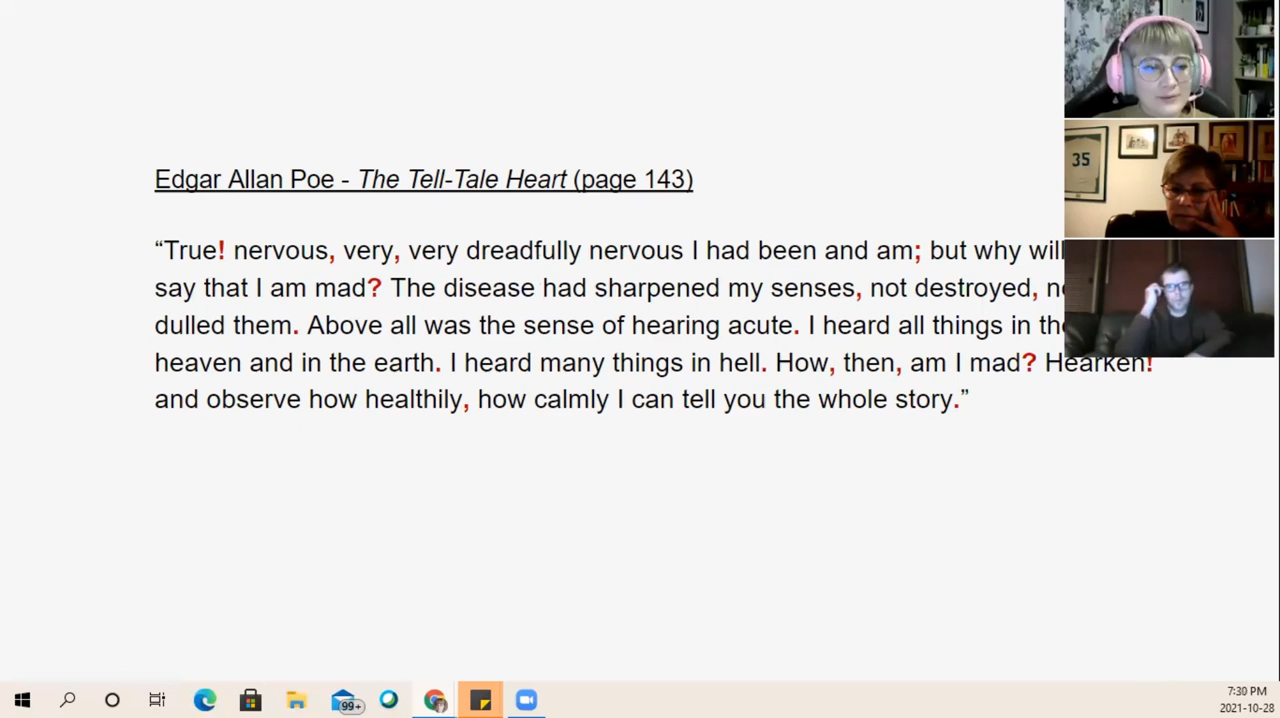 Edgar Allan Poe - The Tell-Tale Heart (page 143)
“True! nervous, very, very dreadfully nervous I had been and am; but why will
say that I am mad? The disease had sharpened my senses, not destroyed,
dulled them. Above all was the sense of hearing acute. I heard all things in
heaven and in the earth. I heard many things in hell. How, then, am I mad? Hearken!
and observe how healthily, how calmly I can tell you the whole story.”
35
99+
7:30 PM
2021-10-28